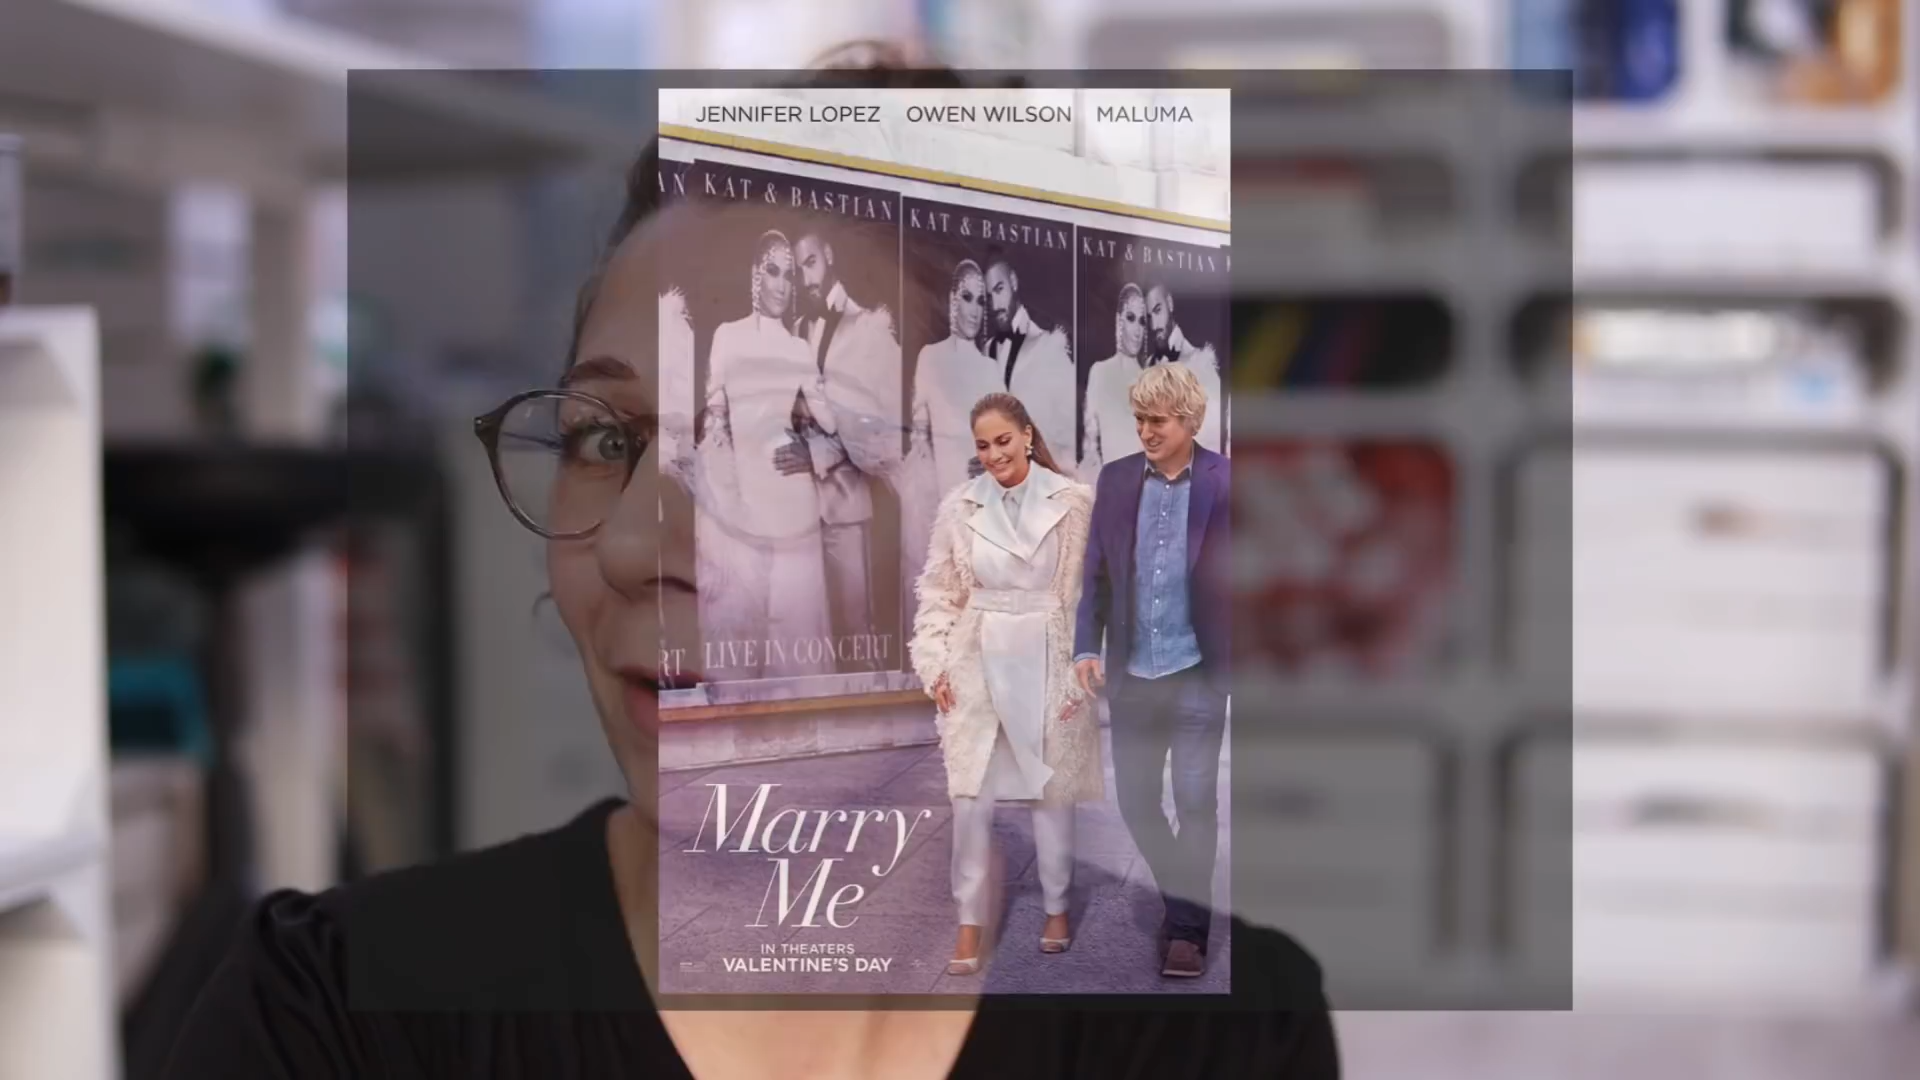 JENNIFER LOPEZ OWEN WILSON MALUMA
AN KAT & BASTIAN KAT & BASTIAN KAT & BASTIAN
RT LIVE IN CONCERT
Marry
Me
IN THEATERS
VALENTINE'S DAY